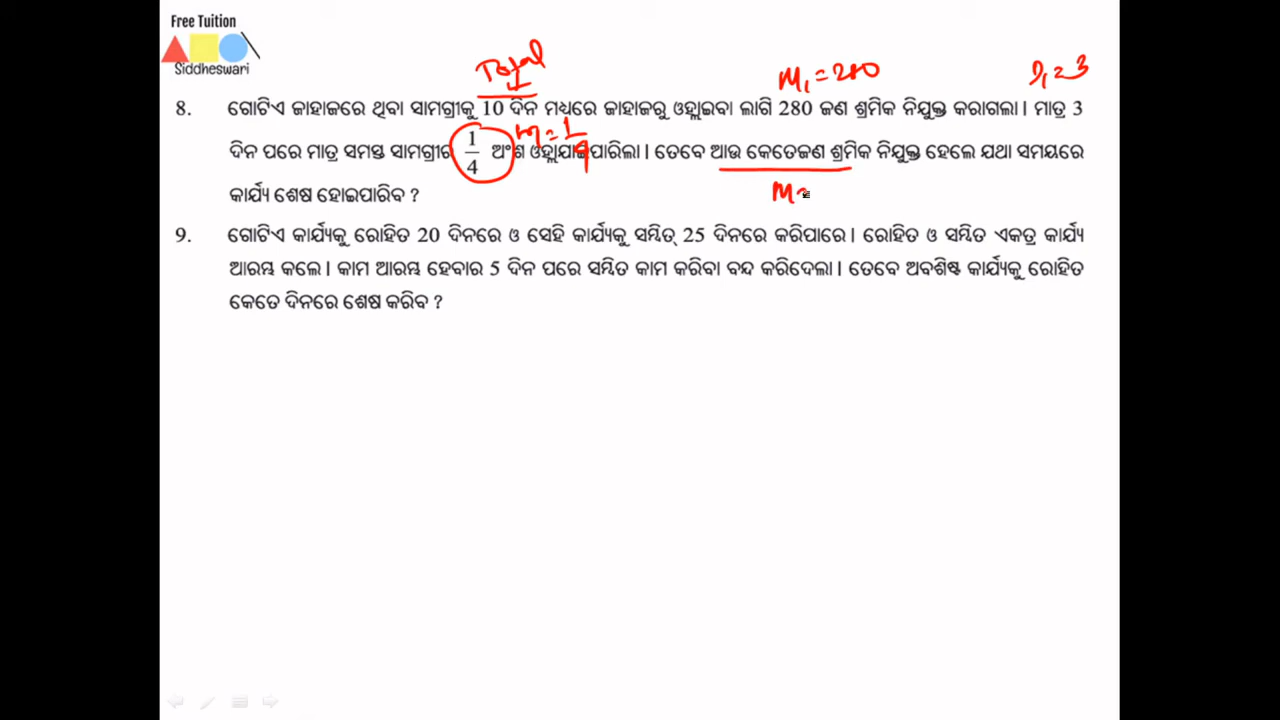 Free Tuition
Siddheswari
Total
M₁ = 280
D₁ = 3
8. ଗୋଟିଏ ଜାହାଜରେ ଥିବା ସାମଗ୍ରୀକୁ 10 ଦିନ ମଧ୍ୟରେ ଜାହାଜରୁ ଓହ୍ଲାଇବା ଲାଗି 280 ଜଣ ଶ୍ରମିକ ନିଯୁକ୍ତ କରାଗଲା । ମାତ୍ର 3
ଦିନ ପରେ ମାତ୍ର ସମସ୍ତ ସାମଗ୍ରୀର 1/4 ଅଂଶ ଓହ୍ଲାଯାଇପାରିଲା । ତେବେ ଆଉ କେତେଜଣ ଶ୍ରମିକ ନିଯୁକ୍ତ ହେଲେ ଯଥା ସମୟରେ
କାର୍ଯ୍ୟ ଶେଷ ହୋଇପାରିବ ?
9. ଗୋଟିଏ କାର୍ଯ୍ୟକୁ ରୋହିତ 20 ଦିନରେ ଓ ସେହି କାର୍ଯ୍ୟକୁ ସମ୍ବିତ୍ 25 ଦିନରେ କରିପାରେ । ରୋହିତ ଓ ସମ୍ବିତ ଏକତ୍ର କାର୍ଯ୍ୟ
ଆରମ୍ଭ କଲେ । କାମ ଆରମ୍ଭ ହେବାର 5 ଦିନ ପରେ ସମ୍ବିତ କାମ କରିବା ବନ୍ଦ କରିଦେଲା । ତେବେ ଅବଶିଷ୍ଟ କାର୍ଯ୍ୟକୁ ରୋହିତ
କେତେ ଦିନରେ ଶେଷ କରିବ ?